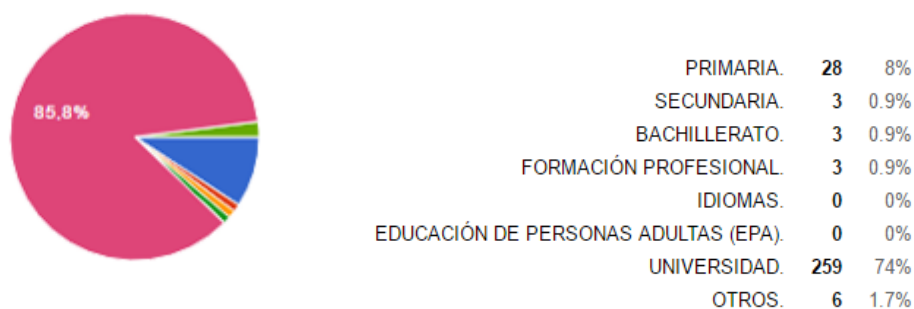 85,8%
PRIMARIA. 28 8%
SECUNDARIA. 3 0.9%
BACHILLERATO. 3 0.9%
FORMACIÓN PROFESIONAL. 3 0.9%
IDIOMAS. 0 0%
EDUCACIÓN DE PERSONAS ADULTAS (EPA). 0 0%
UNIVERSIDAD. 259 74%
OTROS. 6 1.7%